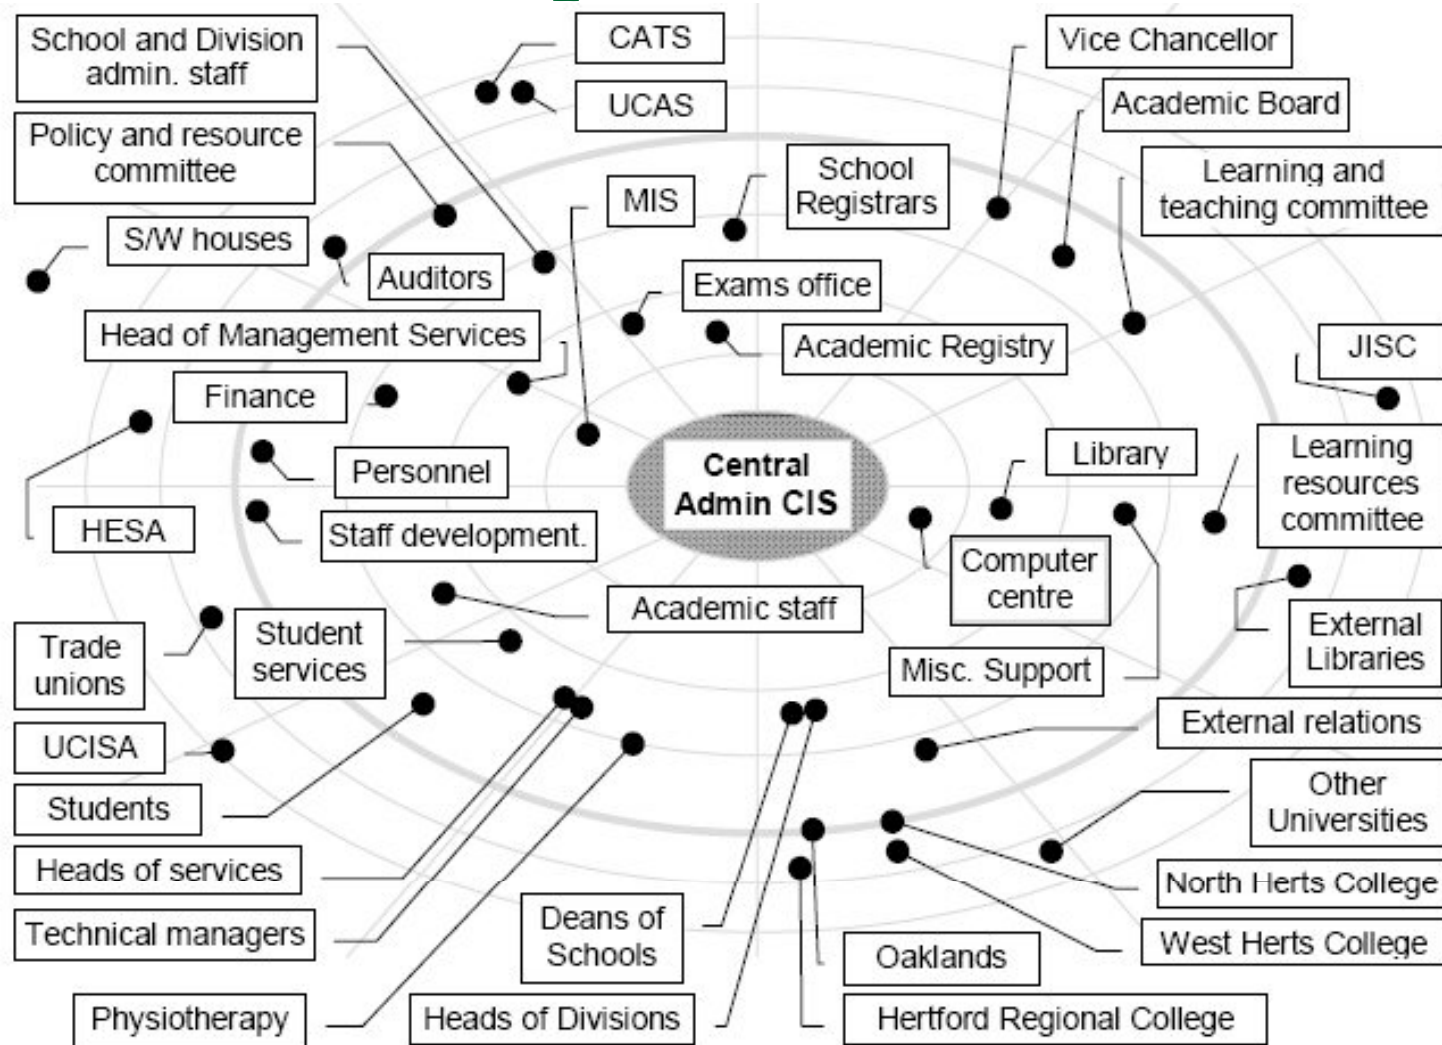 School and Division
admin. staff
CATS
Vice Chancellor
UCAS
Academic Board
Policy and resource
committee
School
Registrars
Learning and
teaching committee
MIS
S/W houses
Auditors
Exams office
Head of Management Services
Academic Registry
JISC
Finance
Central
Admin CIS
Library
Learning
resources
committee
Personnel
HESA
Staff development.
Computer
centre
Academic staff
External
Libraries
Trade
unions
Student
services
Misc. Support
External relations
UCISA
Other
Universities
Students
Heads of services
North Herts College
Technical managers
Deans of
Schools
Oaklands
West Herts College
Physiotherapy
Heads of Divisions
Hertford Regional College